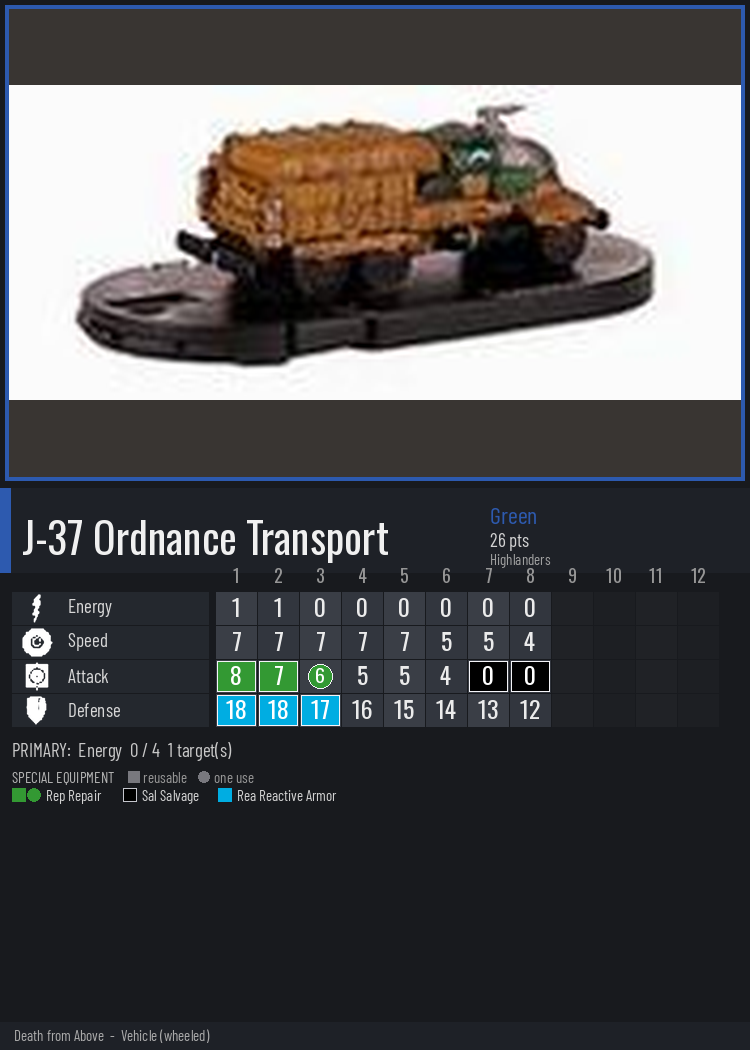 J-37 Ordnance Transport
Green
26 pts
Highlanders
1 2 3 4 5 6 7 8 9 10 11 12
Energy 1 1 0 0 0 0 0 0
Speed 7 7 7 7 7 5 5 4
Attack 8 7 6 5 5 4 0 0
Defense 18 18 17 16 15 14 13 12
PRIMARY: Energy 0 / 4 1 target(s)
SPECIAL EQUIPMENT reusable one use
Rep Repair Sal Salvage Rea Reactive Armor
Death from Above - Vehicle (wheeled)